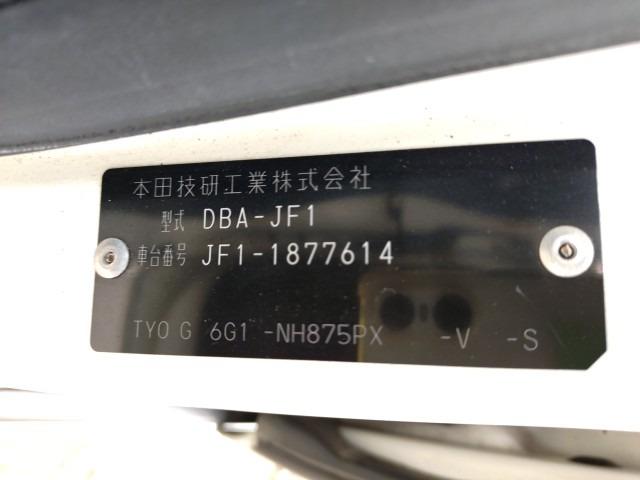 本田技研工業株式会社
型式 DBA-JF1
車台番号 JF1-1877614
TYO G 6G1 -NH875PX -V -S